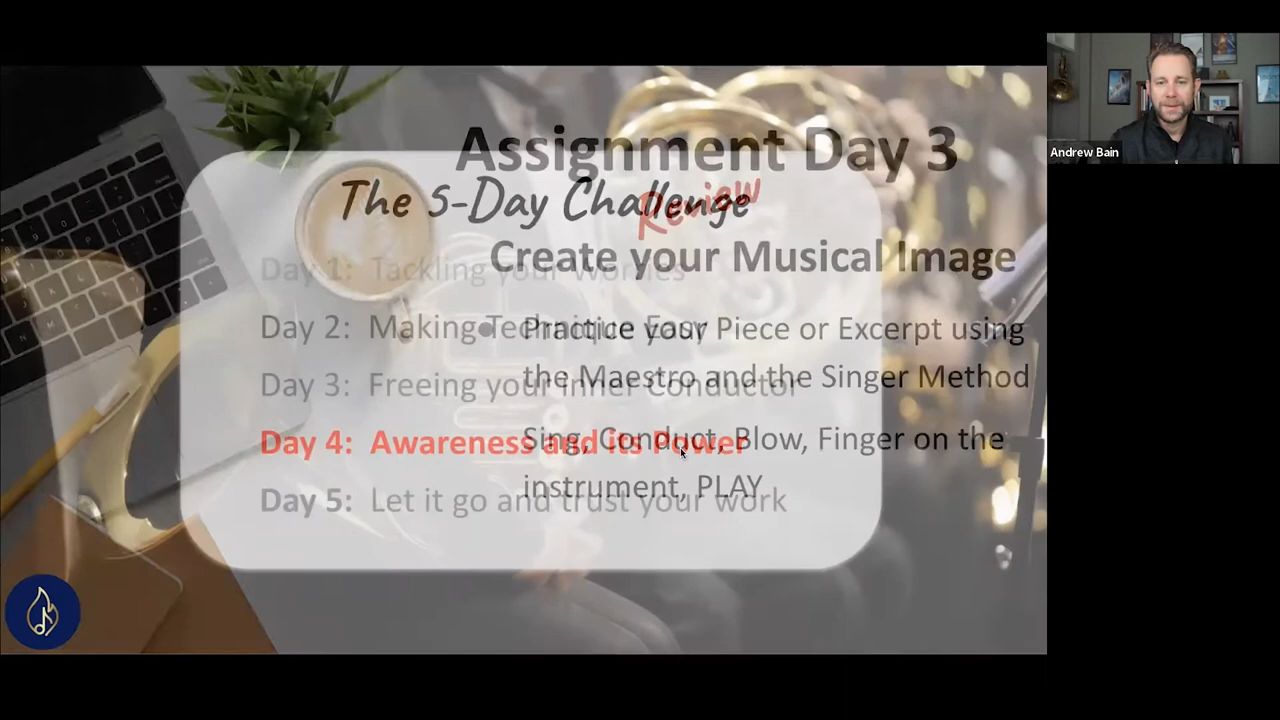 Assignment Day 3
Review
Create your Musical Image
Practice your Piece or Excerpt using
the Maestro and the Singer Method
Sing, Conduct, Blow, Finger on the
instrument, PLAY
The 5-Day Challenge
Day 1: Tackling your worries
Day 2: Making Technique Easy
Day 3: Freeing your Inner Conductor
Day 4: Awareness and its Power
Day 5: Let it go and trust your work
Andrew Bain